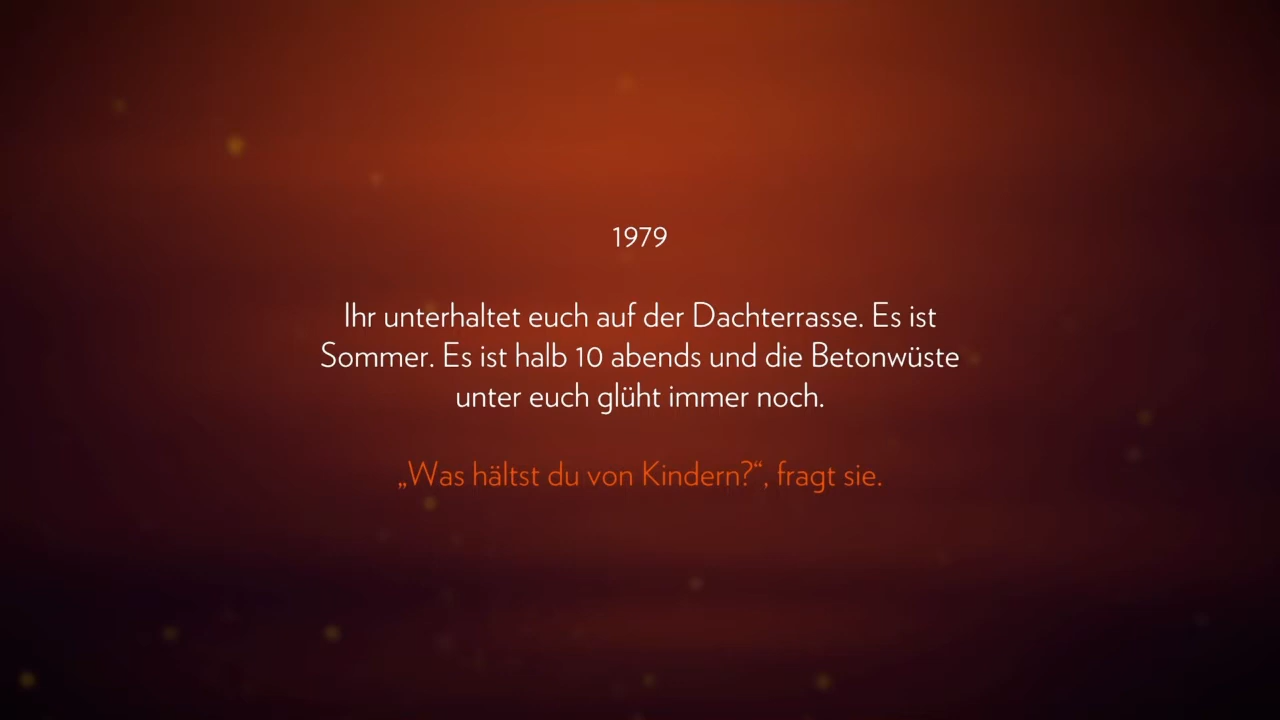 1979
Ihr unterhaltet euch auf der Dachterrasse. Es ist
Sommer. Es ist halb 10 abends und die Betonwüste
unter euch glüht immer noch.
„Was hältst du von Kindern?“, fragt sie.